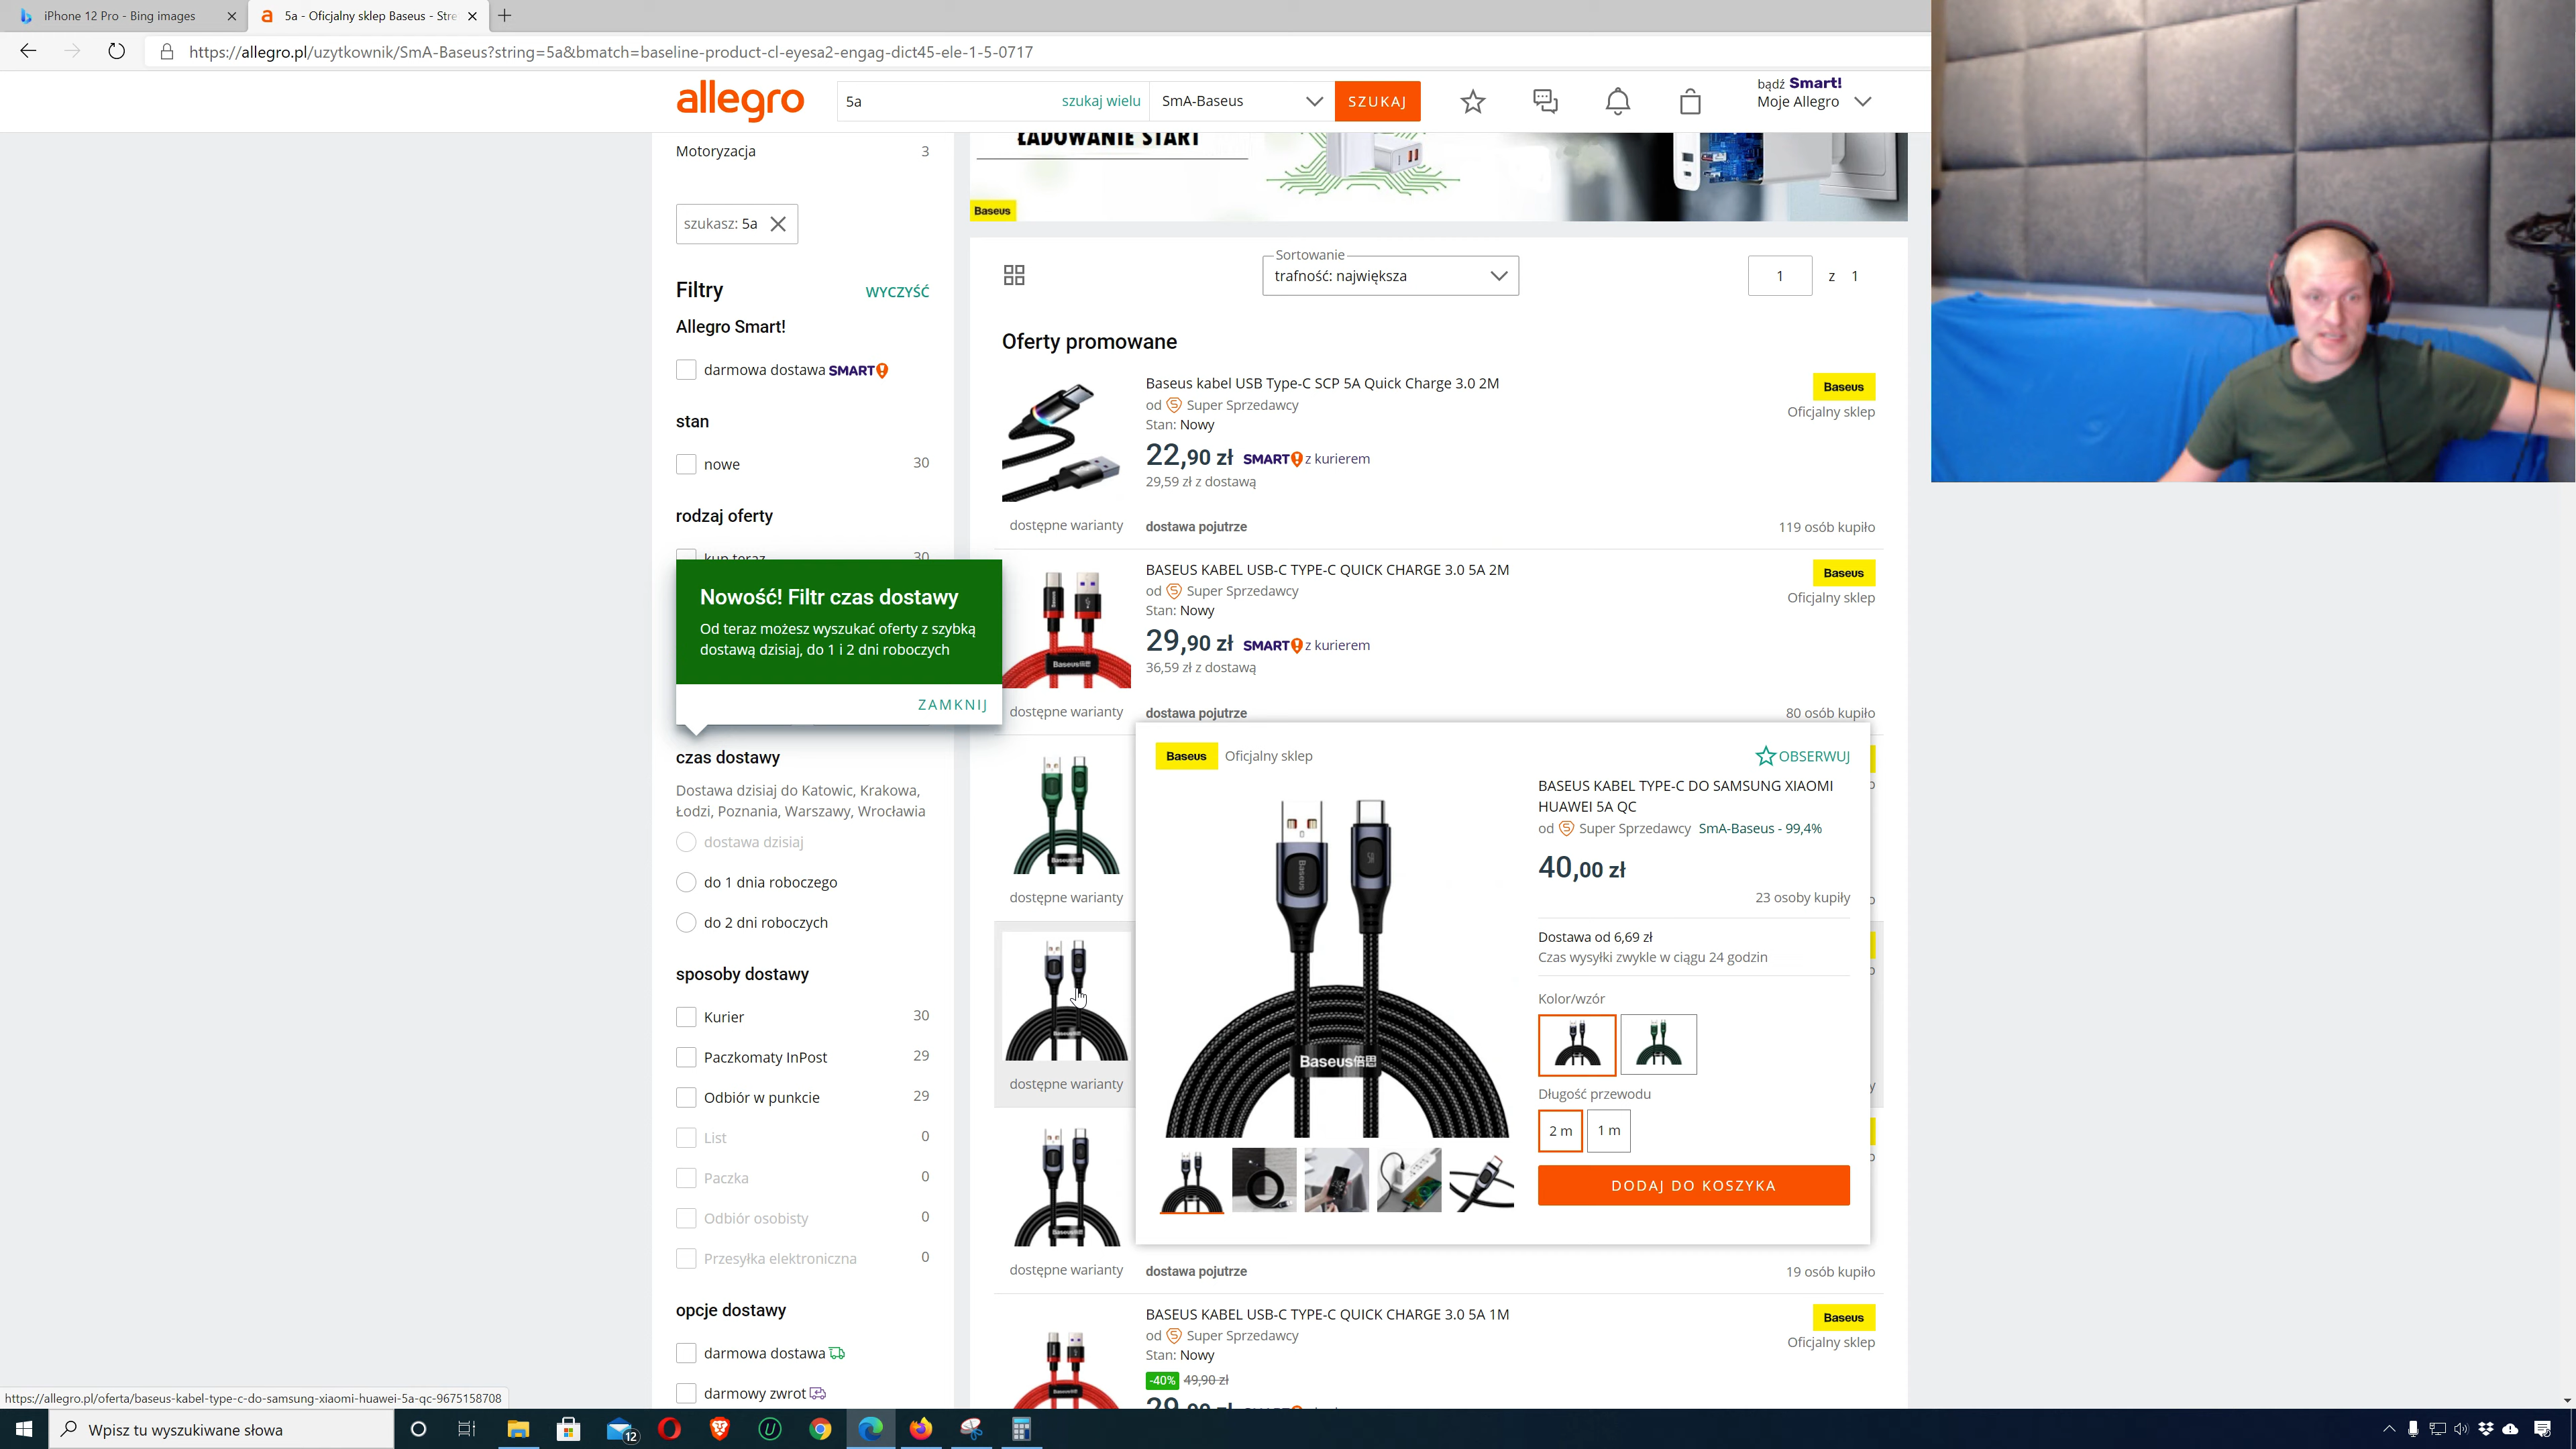 iPhone 12 Pro - Bing images
5a - Oficjalny sklep Baseus - Stre
https://allegro.pl/uzytkownik/SmA-Baseus?string=5a&bmatch=baseline-product-cl-eyesa2-engag-dict45-ele-1-5-0717
allegro
5a
szukaj wielu
SmA-Baseus
SZUKAJ
bądź Smart!
Moje Allegro
Motoryzacja 3
ŁADOWANIE START
Baseus
szukasz: 5a
Filtry
WYCZYŚĆ
Allegro Smart!
darmowa dostawa SMART!
stan
nowe 30
rodzaj oferty
kup teraz 30
Nowość! Filtr czas dostawy
Od teraz możesz wyszukać oferty z szybką
dostawą dzisiaj, do 1 i 2 dni roboczych
ZAMKNIJ
czas dostawy
Dostawa dzisiaj do Katowic, Krakowa,
Łodzi, Poznania, Warszawy, Wrocławia
dostawa dzisiaj
do 1 dnia roboczego
do 2 dni roboczych
sposoby dostawy
Kurier 30
Paczkomaty InPost 29
Odbiór w punkcie 29
List 0
Paczka 0
Odbiór osobisty 0
Przesyłka elektroniczna 0
opcje dostawy
darmowa dostawa
darmowy zwrot
Sortowanie
trafność: największa
1 z 1
Oferty promowane
Baseus kabel USB Type-C SCP 5A Quick Charge 3.0 2M
od Super Sprzedawcy
Stan: Nowy
22,90 zł SMART! z kurierem
29,59 zł z dostawą
Baseus
Oficjalny sklep
dostępne warianty
dostawa pojutrze
119 osób kupiło
BASEUS KABEL USB-C TYPE-C QUICK CHARGE 3.0 5A 2M
od Super Sprzedawcy
Stan: Nowy
29,90 zł SMART! z kurierem
36,59 zł z dostawą
Baseus
Oficjalny sklep
dostępne warianty
dostawa pojutrze
80 osób kupiło
dostępne warianty
dostępne warianty
Baseus Oficjalny sklep
OBSERWUJ
BASEUS KABEL TYPE-C DO SAMSUNG XIAOMI
HUAWEI 5A QC
od Super Sprzedawcy SmA-Baseus - 99,4%
40,00 zł
23 osoby kupiły
Dostawa od 6,69 zł
Czas wysyłki zwykle w ciągu 24 godzin
Kolor/wzór
Długość przewodu
2 m
1 m
DODAJ DO KOSZYKA
Baseus倍思
dostępne warianty
dostawa pojutrze
19 osób kupiło
BASEUS KABEL USB-C TYPE-C QUICK CHARGE 3.0 5A 1M
od Super Sprzedawcy
Stan: Nowy
-40% 49,90 zł
Baseus
Oficjalny sklep
https://allegro.pl/oferta/baseus-kabel-type-c-do-samsung-xiaomi-huawei-5a-qc-9675158708
Wpisz tu wyszukiwane słowa
12